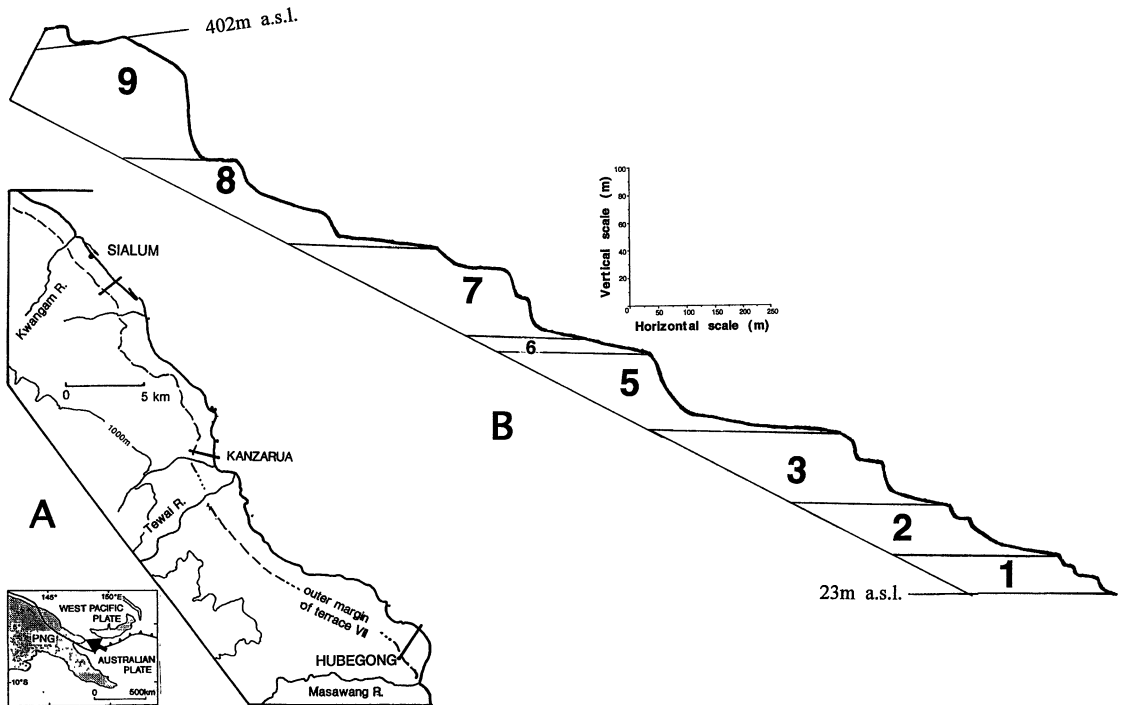 402m a.s.l.
9
8
7
6
5
3
2
1
23m a.s.l.
B
Vertical scale (m)
100
80
60
40
20
0
0 50 100 150 200 250
Horizontal scale (m)
SIALUM
Kwangam R.
0 5 km
1000m
KANZARUA
A
Tewai R.
outer margin
of terrace VII
HUBEGONG
Masawang R.
145° 150°E
WEST PACIFIC
PLATE
PNG
AUSTRALIAN
PLATE
10°S
0 500km